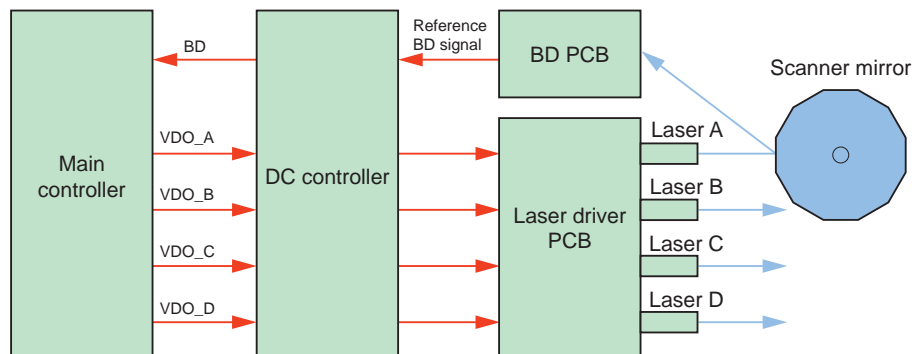 Reference
BD signal
BD
BD PCB
Scanner mirror
Main
controller
DC controller
VDO_A
VDO_B
VDO_C
VDO_D
Laser driver
PCB
Laser A
Laser B
Laser C
Laser D